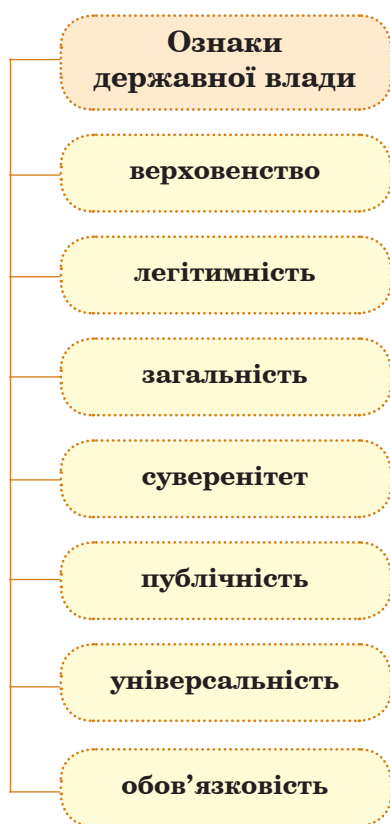 Ознаки
державної влади
верховенство
легітимність
загальність
суверенітет
публічність
універсальність
обов’язковість